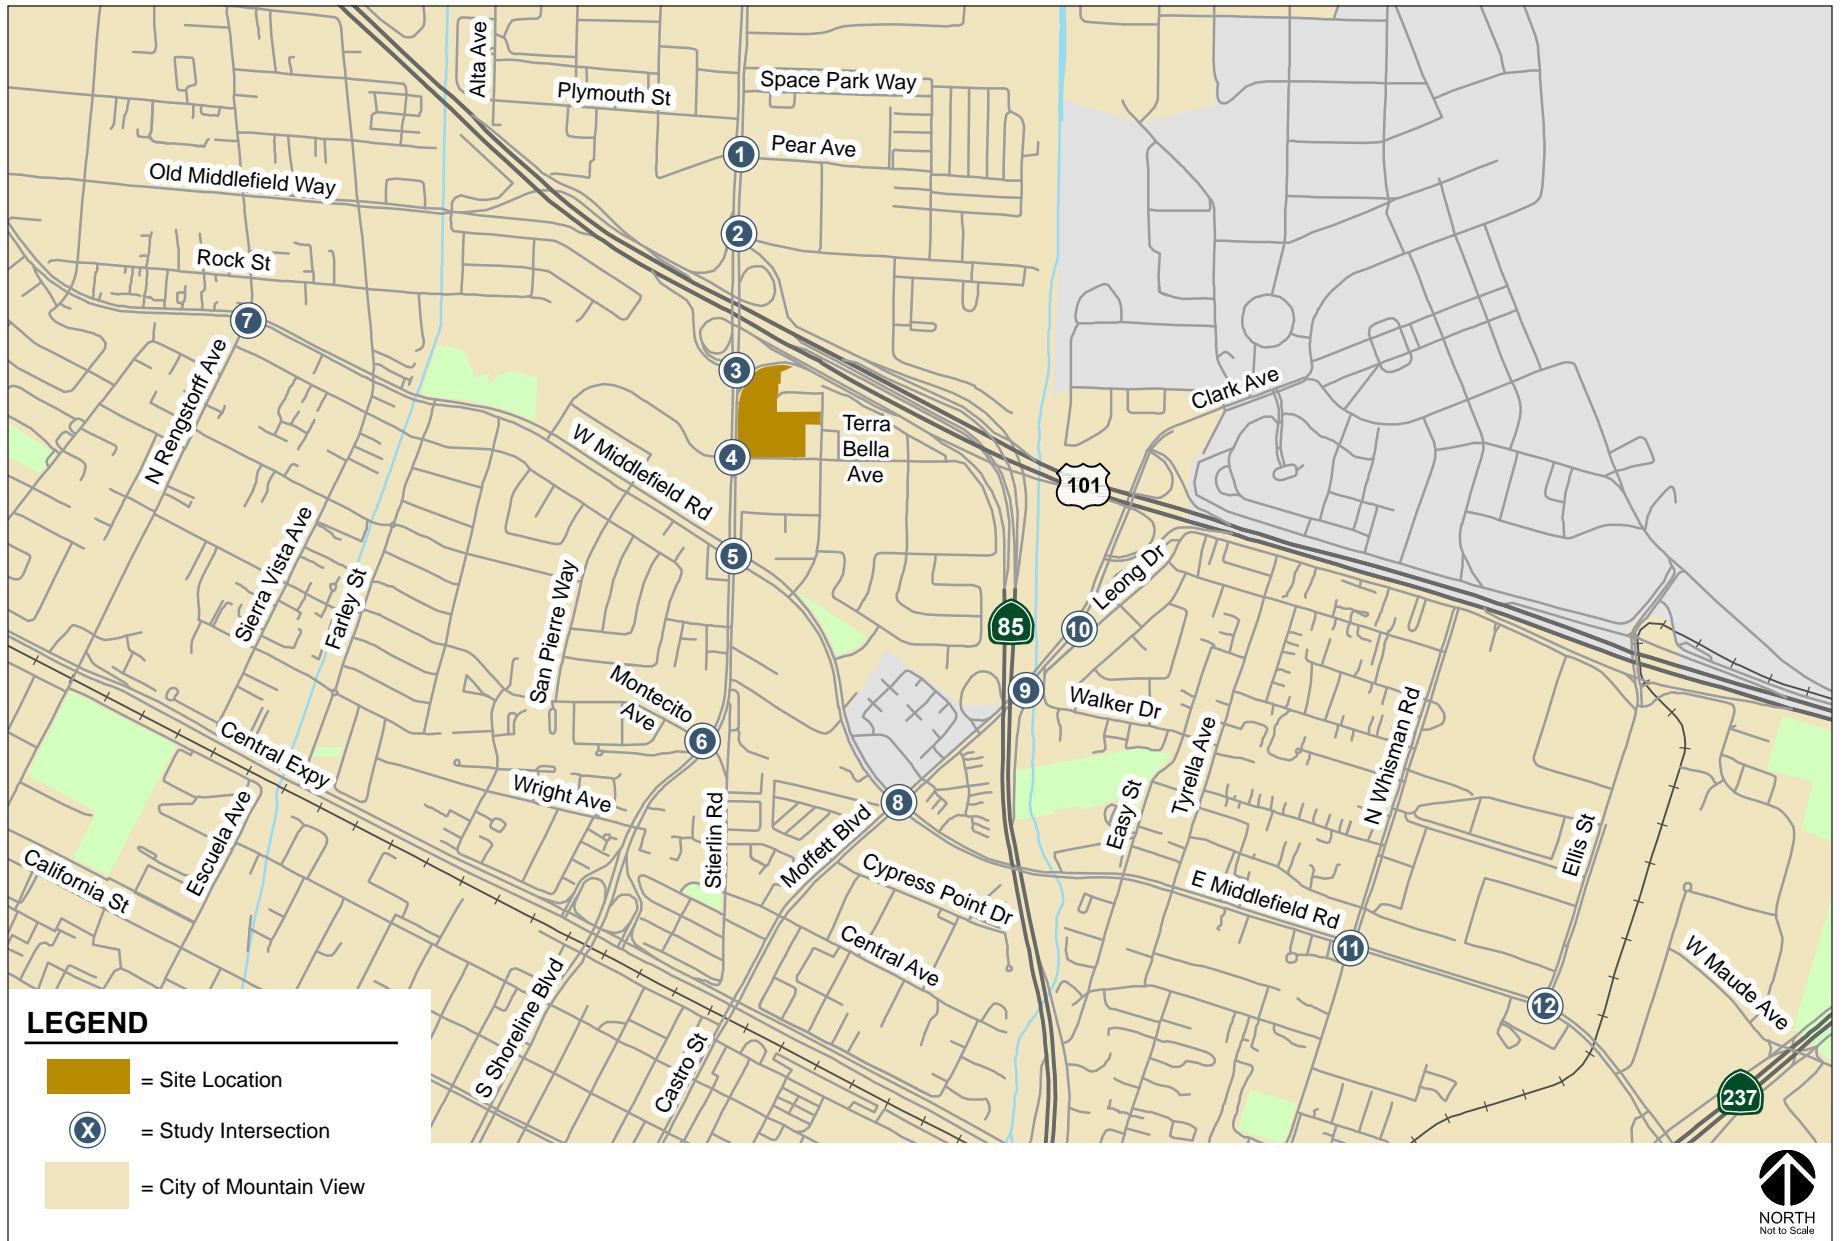 Alta Ave
Plymouth St
Space Park Way
1
Pear Ave
Old Middlefield Way
2
Rock St
7
3
N Rengstorff Ave
Clark Ave
W Middlefield Rd
4
Terra
Bella
Ave
101
5
Sierra Vista Ave
Farley St
San Pierre Way
Leong Dr
85
10
9
Walker Dr
Montecito
Ave
6
Central Expy
Wright Ave
Stierlin Rd
8
Moffett Blvd
Easy St
Tyrella Ave
N Whisman Rd
Ellis St
Escuela Ave
California St
Cypress Point Dr
E Middlefield Rd
Central Ave
11
W Maude Ave
12
S Shoreline Blvd
Castro St
237
LEGEND
= Site Location
X
= Study Intersection
= City of Mountain View
NORTH
Not to Scale